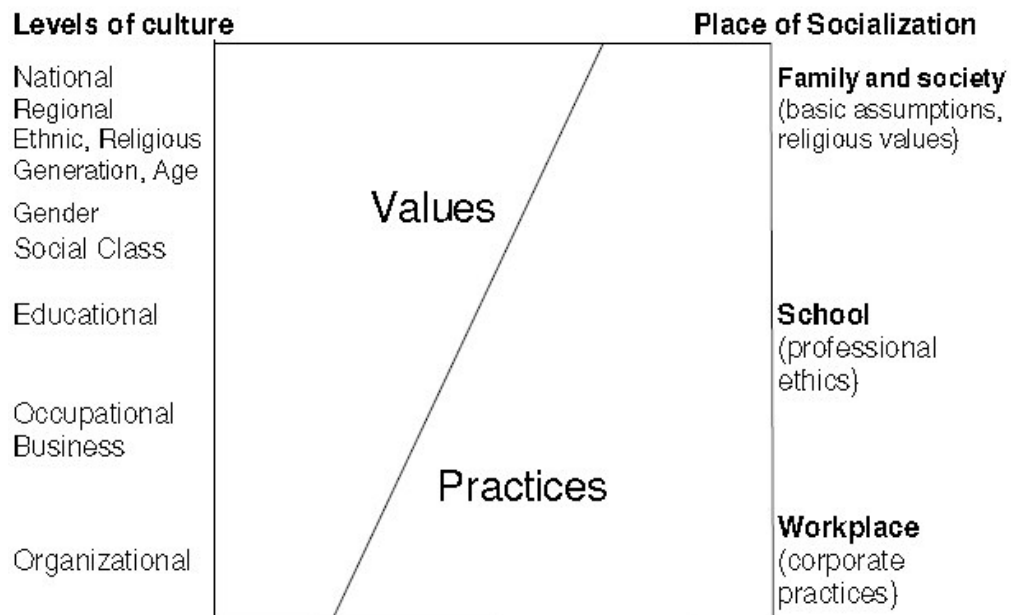 Levels of culture
Place of Socialization
National
Regional
Ethnic, Religious
Generation, Age
Gender
Social Class
Educational
Occupational
Business
Organizational
Values
Practices
Family and society
(basic assumptions,
religious values}
School
(professional
ethics}
Workplace
(corporate
practices}